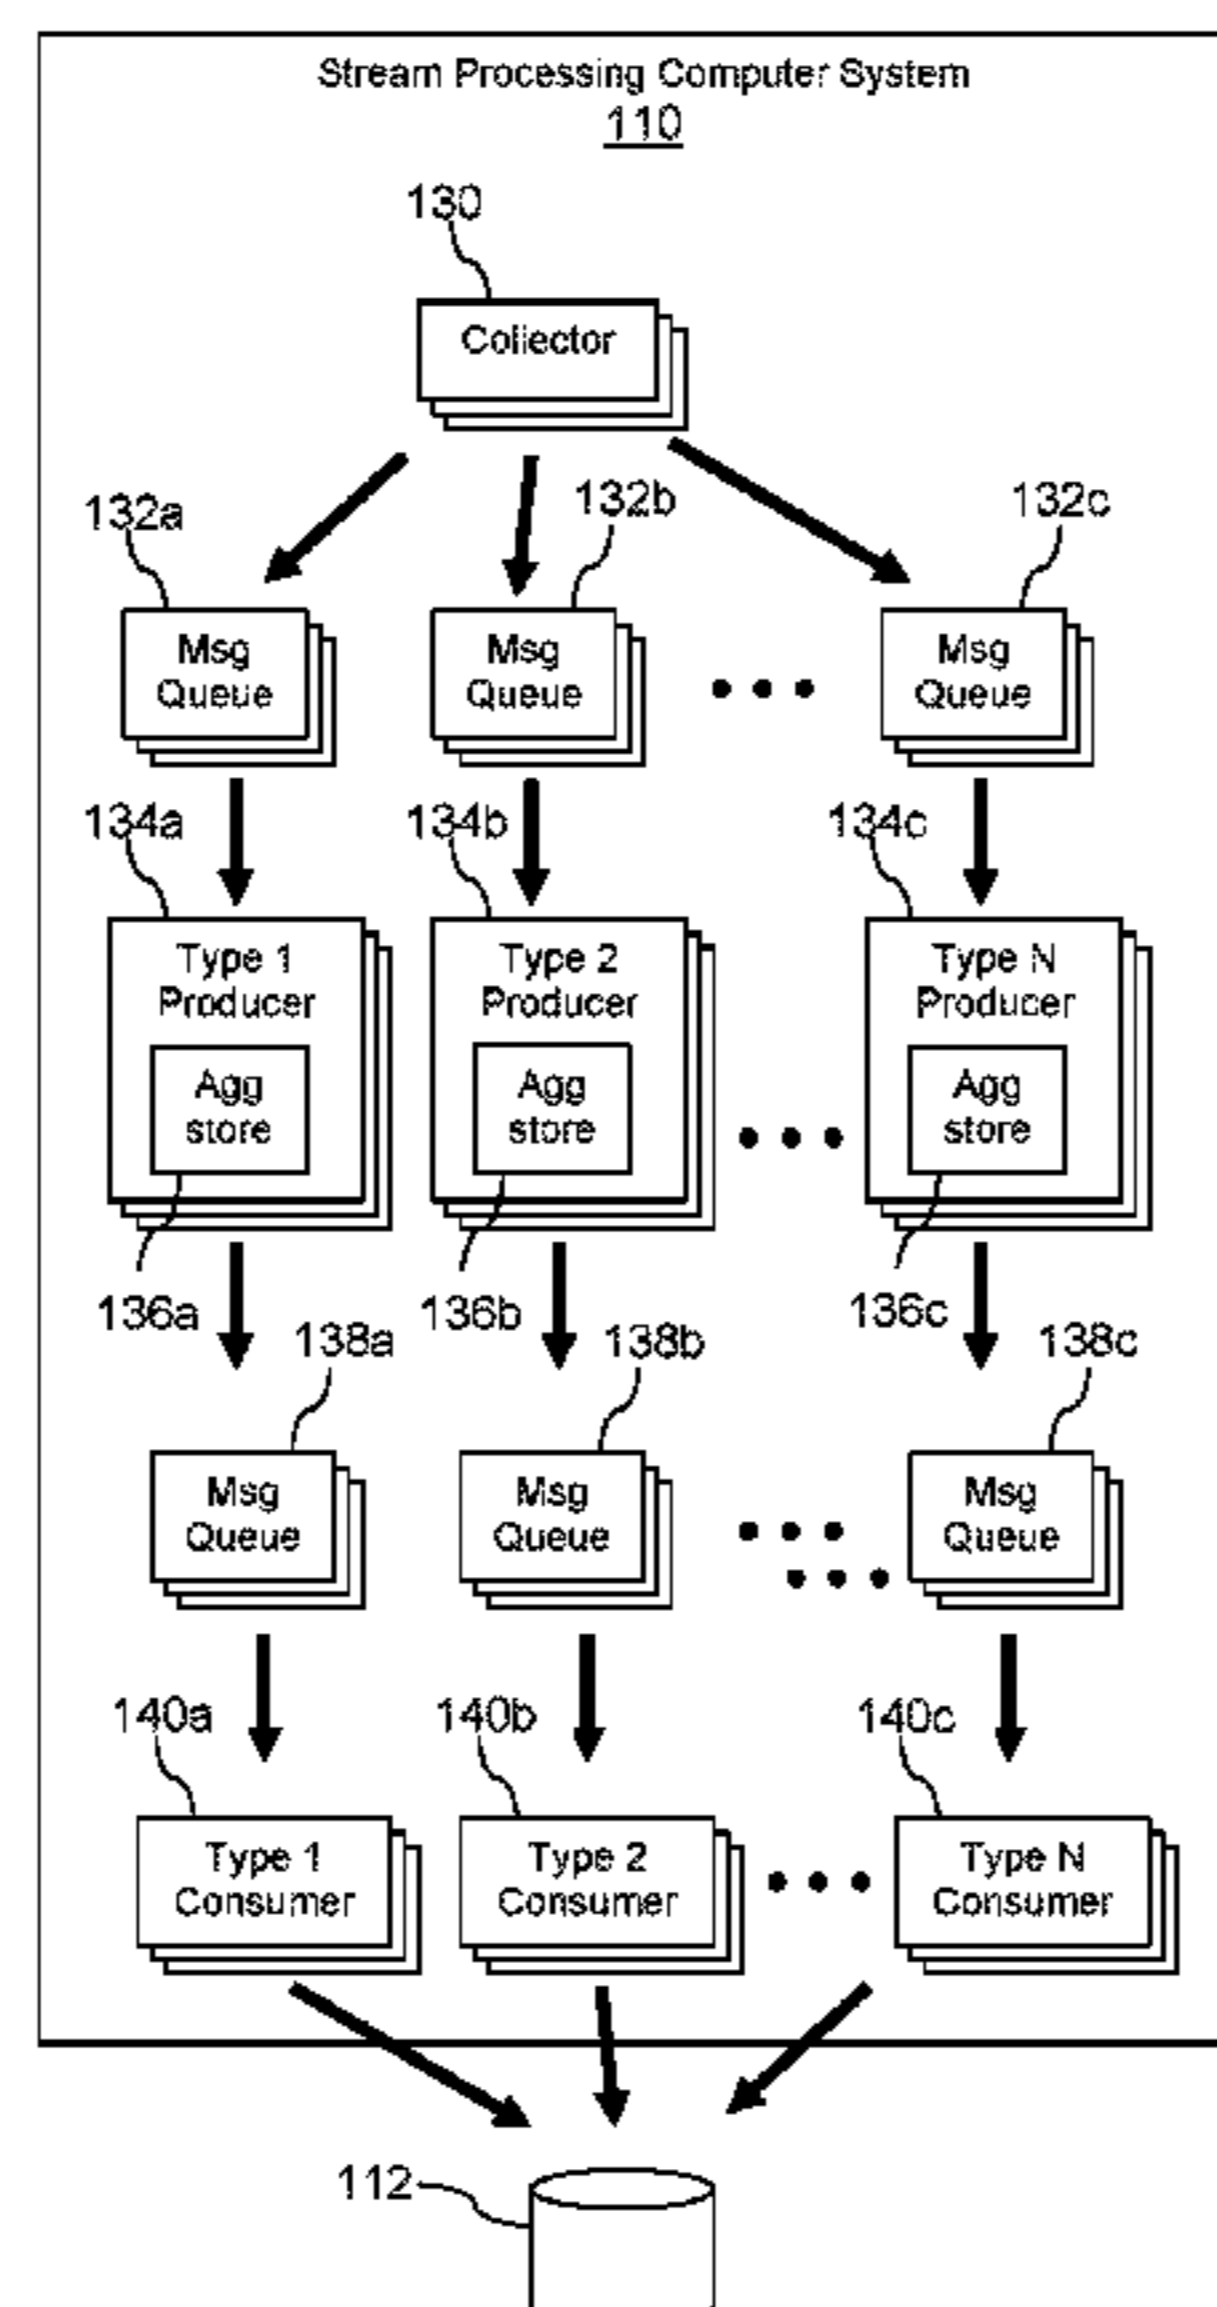 Stream Processing Computer System
110
130
Collector
132a
132b
132c
Msg
Queue
Msg
Queue
Msg
Queue
134a
134b
134c
Type 1
Producer
Agg
store
Type 2
Producer
Agg
store
Type N
Producer
Agg
store
136a
136b
136c
138a
138b
138c
Msg
Queue
Msg
Queue
Msg
Queue
140a
140b
140c
Type 1
Consumer
Type 2
Consumer
Type N
Consumer
112